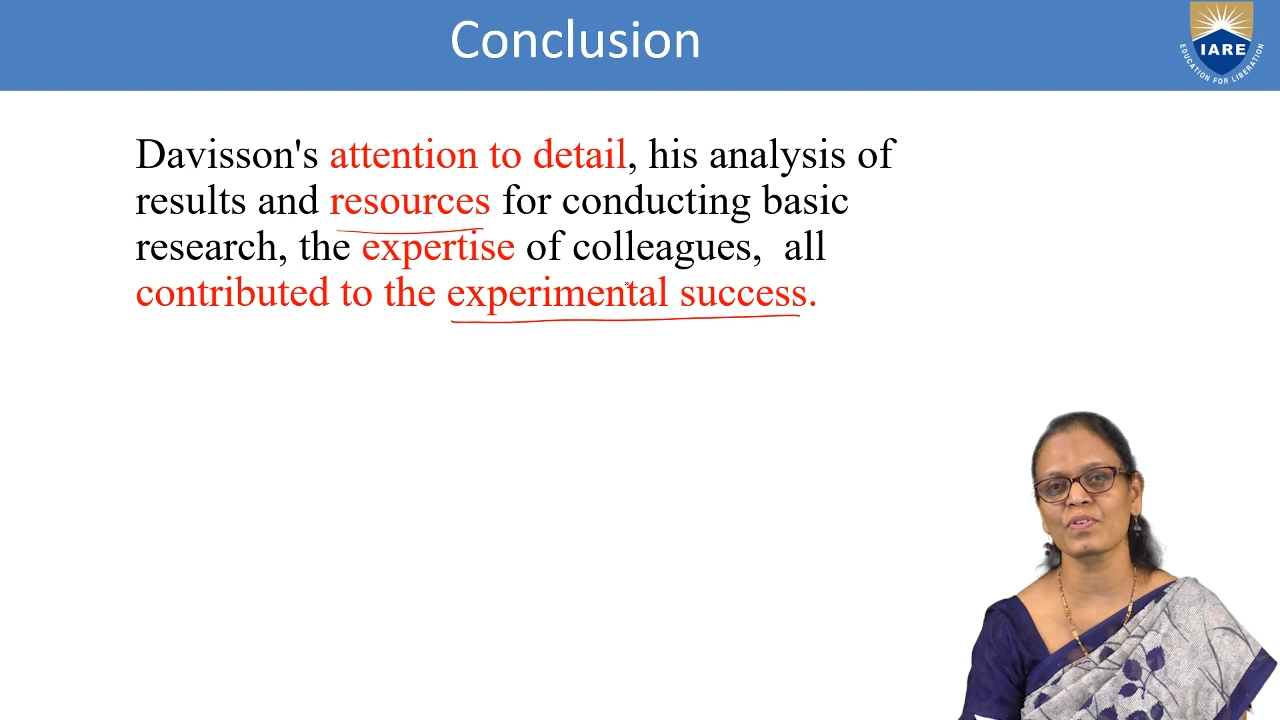 Conclusion
IARE
EDUCATION FOR LIBERATION
Davisson's attention to detail, his analysis of
results and resources for conducting basic
research, the expertise of colleagues,  all
contributed to the experimental success.